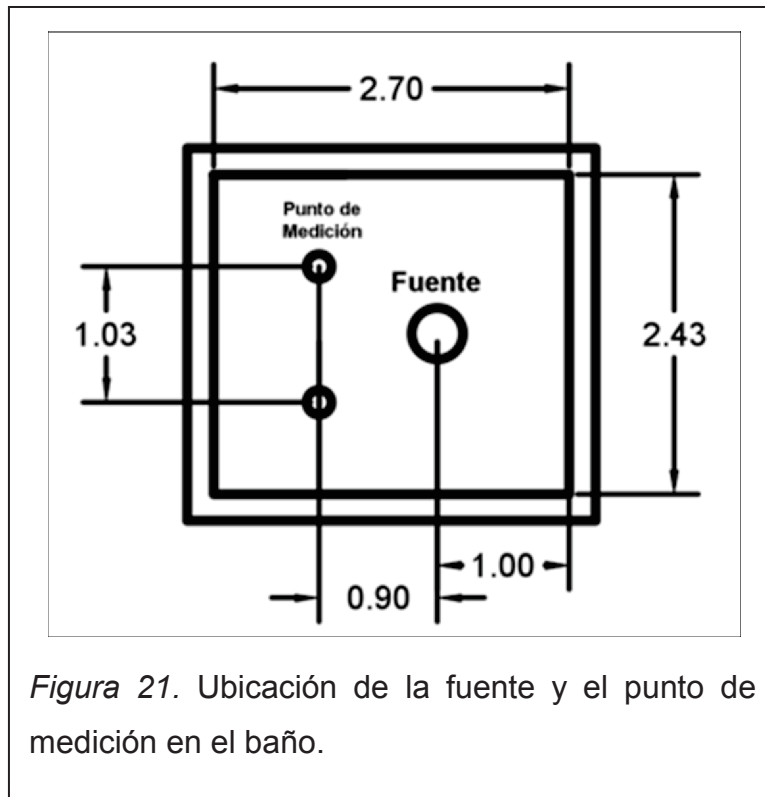 2.70
Punto de
Medición
Fuente
1.03
2.43
1.00
0.90
Figura 21. Ubicación de la fuente y el punto de
medición en el baño.